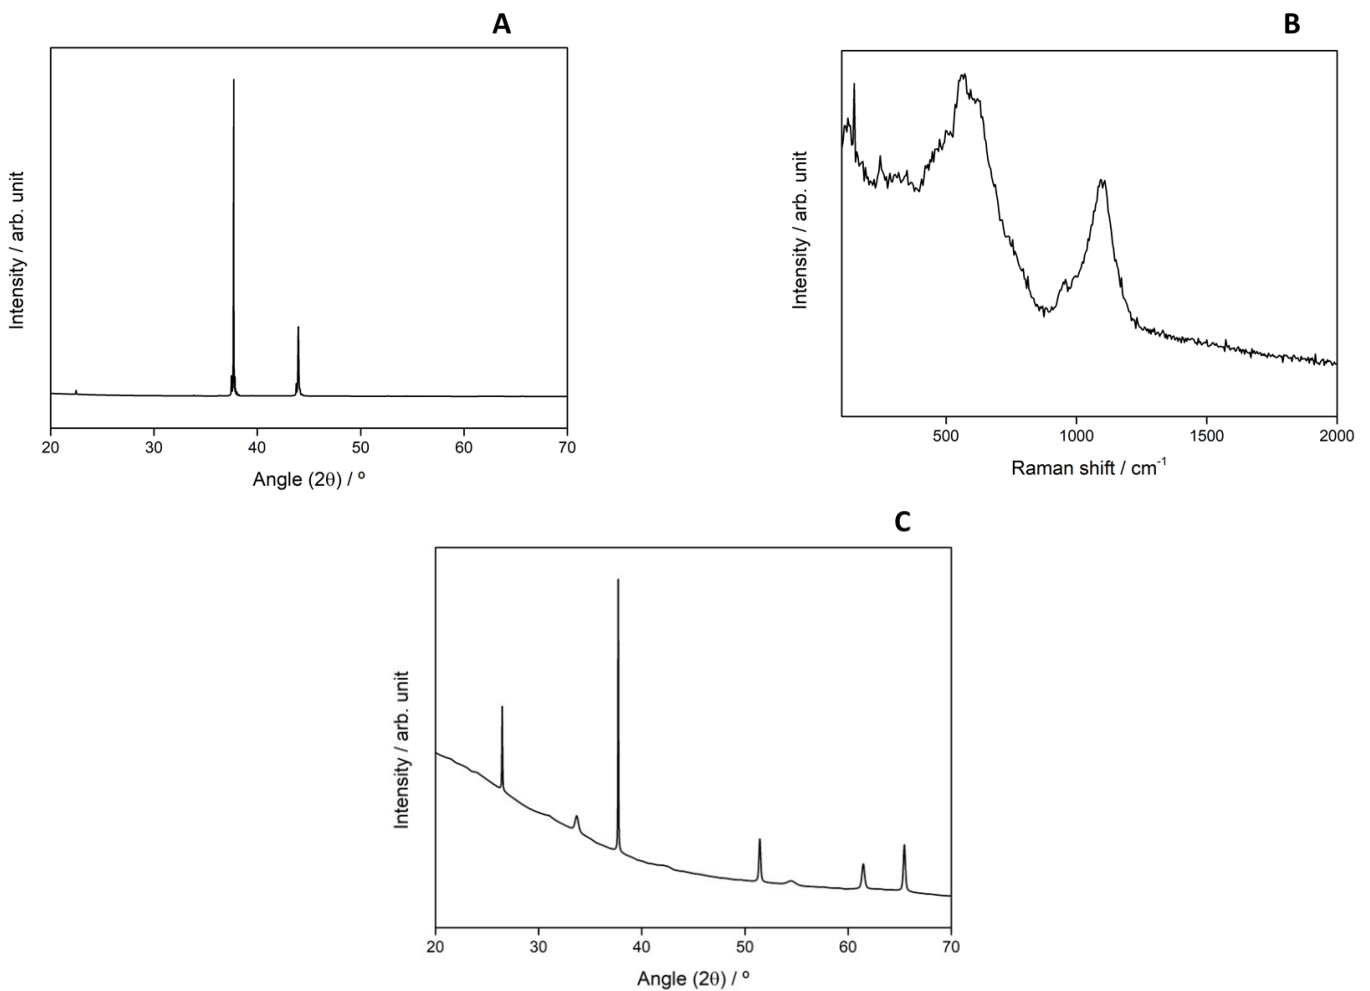 A
Intensity / arb. unit
20 30 40 50 60 70
Angle (2θ) / º
B
Intensity / arb. unit
500 1000 1500 2000
Raman shift / cm⁻¹
C
Intensity / arb. unit
20 30 40 50 60 70
Angle (2θ) / º